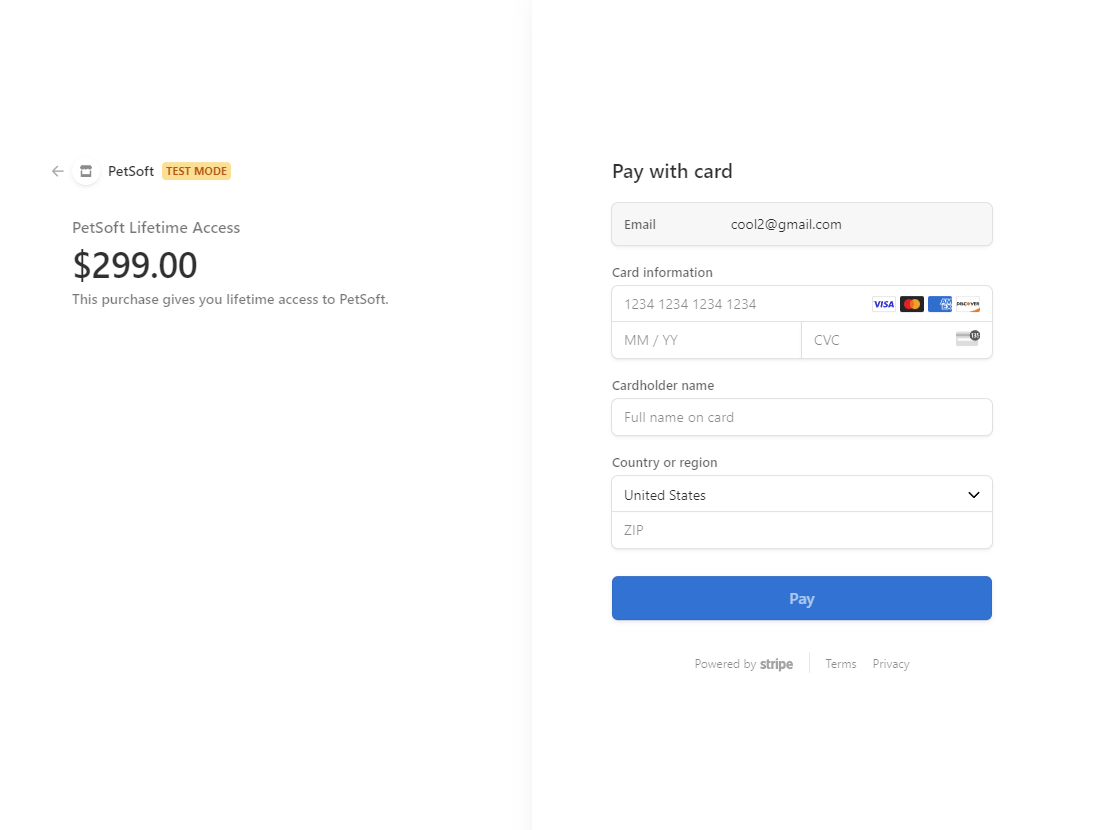 PetSoft TEST MODE
PetSoft Lifetime Access
$299.00
This purchase gives you lifetime access to PetSoft.
Pay with card
Email cool2@gmail.com
Card information
1234 1234 1234 1234 VISA AM EX DISCOVER
MM / YY CVC 135
Cardholder name
Full name on card
Country or region
United States
ZIP
Pay
Powered by stripe Terms Privacy